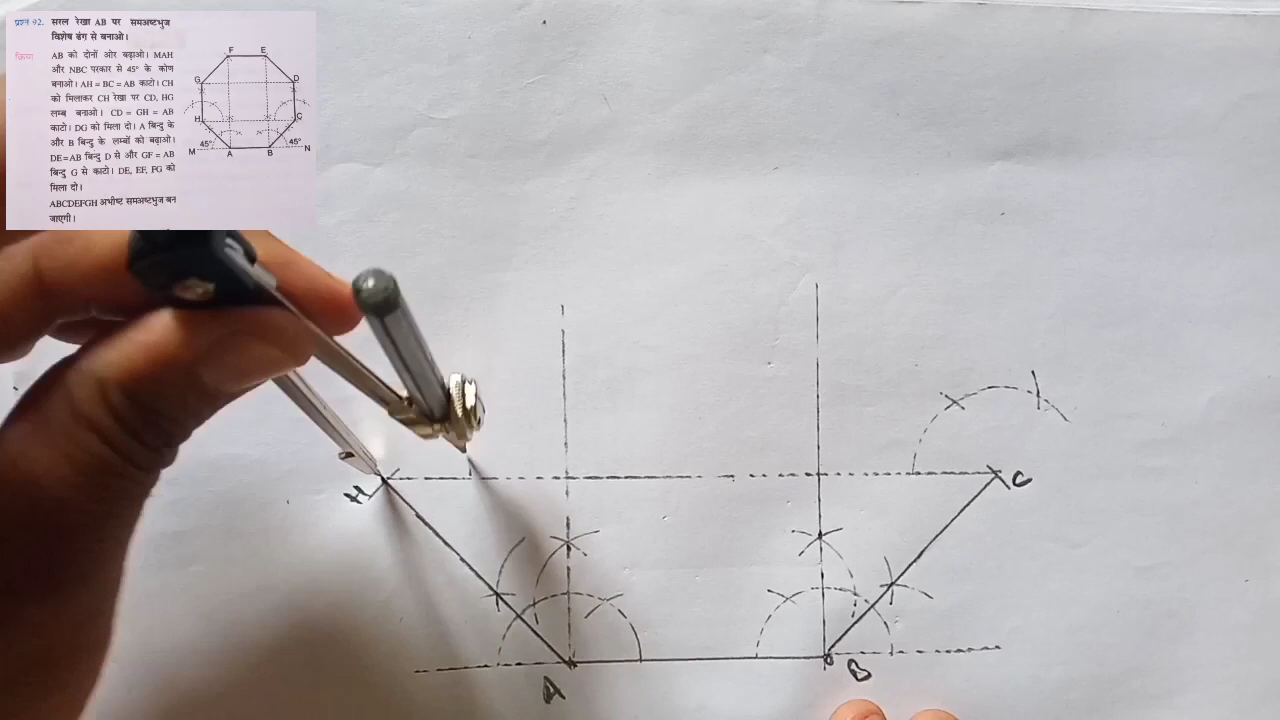 प्रश्न 92. सरल रेखा AB पर समअष्टभुज
विशेष ढंग से बनाओ।
क्रिया AB को दोनों ओर बढ़ाओ। MAH
और NBC परकार से 45° के कोण
बनाओ। AH = BC = AB काटो। CH
को मिलाकर CH रेखा पर CD, HG
लम्ब बनाओ। CD = GH = AB
काटो। DG को मिला दो। A बिन्दु के
और B बिन्दु के लम्बों को बढ़ाओ।
DE=AB बिन्दु D से और GF = AB
बिन्दु G से काटो। DE, EF, FG को
मिला दो।
ABCDEFGH अभीष्ट समअष्टभुज बन
जाएगी।
F E
G D
H C
45° 45°
M A B N
H C
A B